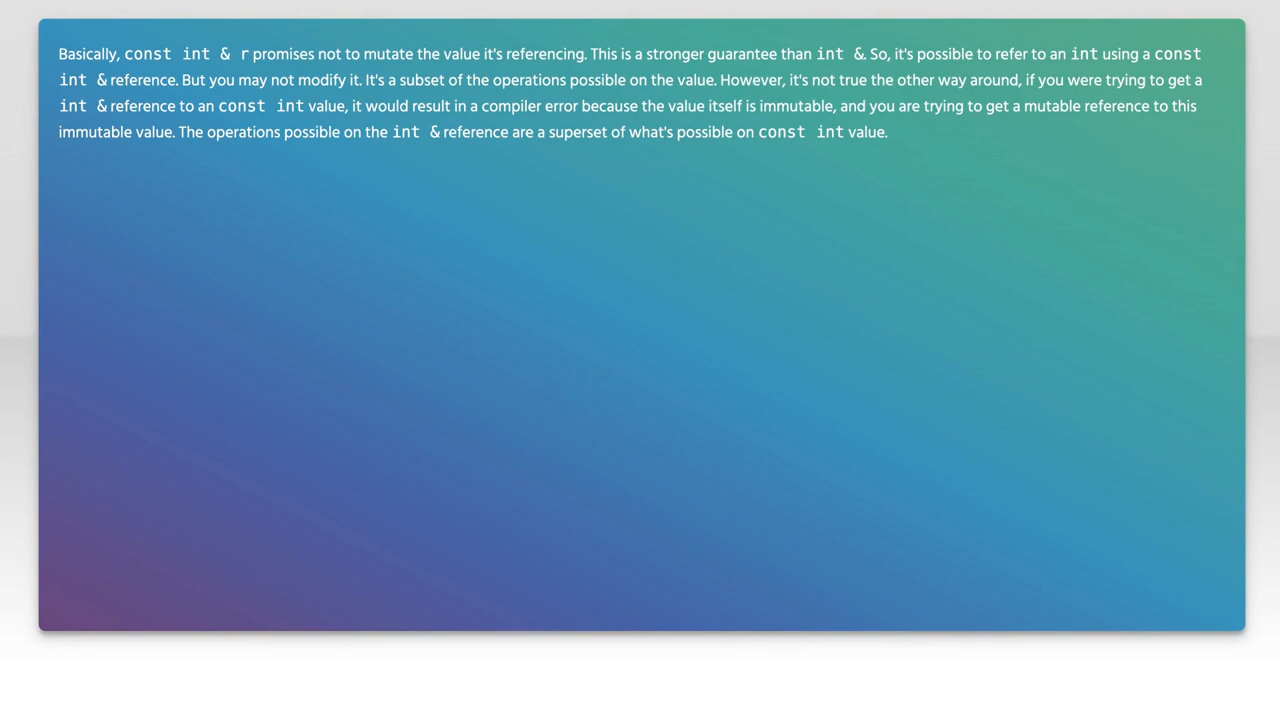 Basically, const int & r promises not to mutate the value it's referencing. This is a stronger guarantee than int &. So, it's possible to refer to an int using a const
int & reference. But you may not modify it. It's a subset of the operations possible on the value. However, it's not true the other way around, if you were trying to get a
int & reference to an const int value, it would result in a compiler error because the value itself is immutable, and you are trying to get a mutable reference to this
immutable value. The operations possible on the int & reference are a superset of what's possible on const int value.